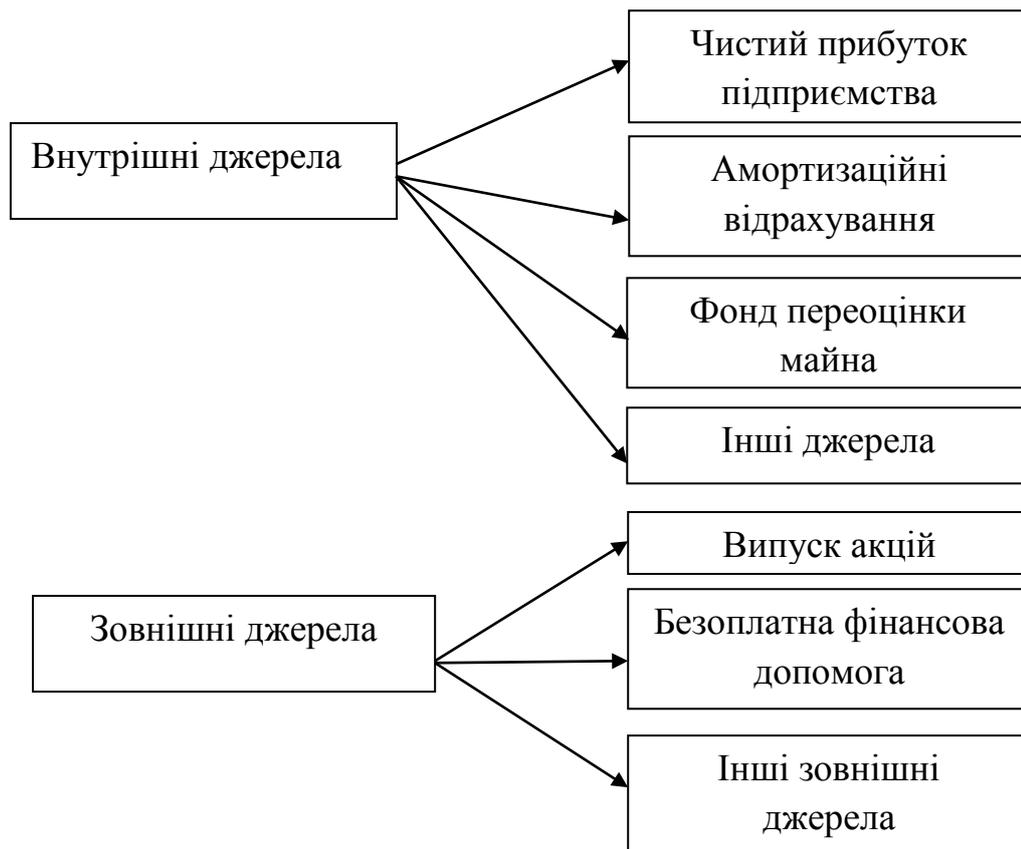 Внутрішні джерела
Чистий прибуток
підприємства
Амортизаційні
відрахування
Фонд переоцінки
майна
Інші джерела
Зовнішні джерела
Випуск акцій
Безоплатна фінансова
допомога
Інші зовнішні
джерела